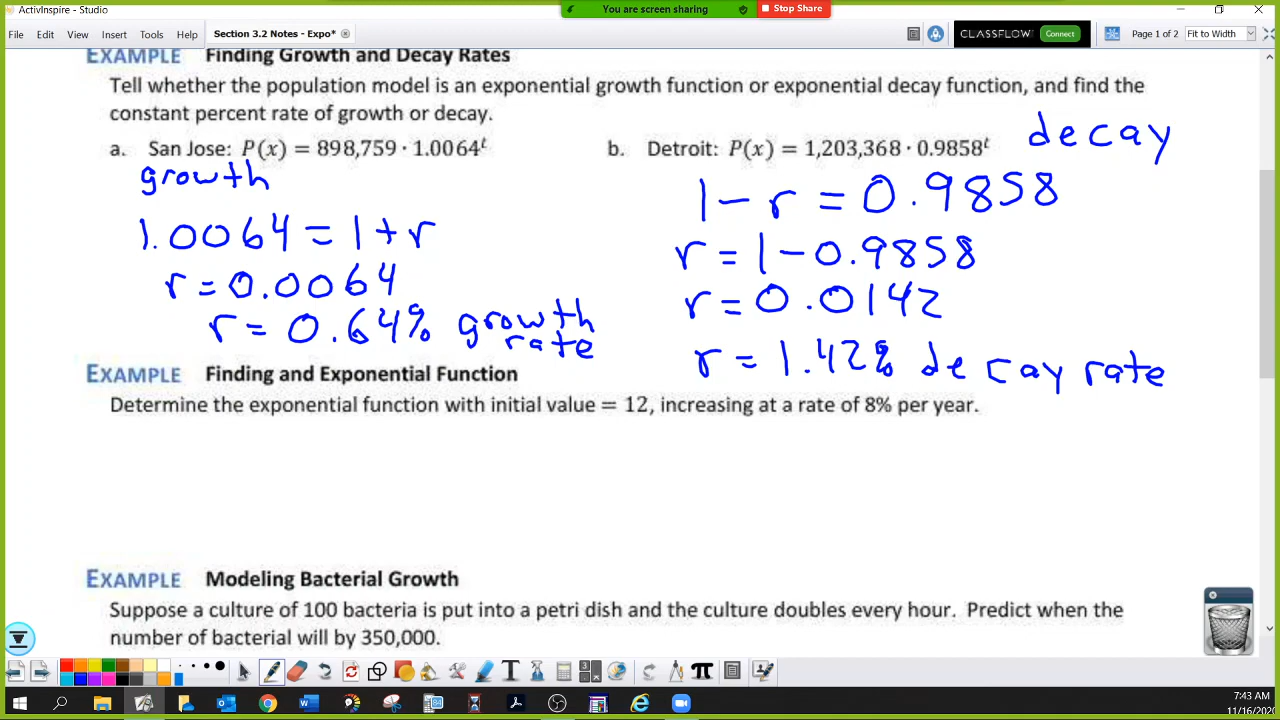 ActivInspire - Studio
You are screen sharing
Stop Share
File Edit View Insert Tools Help
Section 3.2 Notes - Expo*
CLASSFLOW Connect
Page 1 of 2
Fit to Width
EXAMPLE Finding Growth and Decay Rates
Tell whether the population model is an exponential growth function or exponential decay function, and find the
constant percent rate of growth or decay.
a. San Jose: P(x) = 898,759 · 1.0064^t
growth
1.0064 = 1 + r
r = 0.0064
r = 0.64% growth
rate
b. Detroit: P(x) = 1,203,368 · 0.9858^t
decay
1 - r = 0.9858
r = 1 - 0.9858
r = 0.0142
r = 1.42% decay rate
EXAMPLE Finding and Exponential Function
Determine the exponential function with initial value = 12, increasing at a rate of 8% per year.
EXAMPLE Modeling Bacterial Growth
Suppose a culture of 100 bacteria is put into a petri dish and the culture doubles every hour. Predict when the
number of bacterial will by 350,000.
7:43 AM
11/16/2020